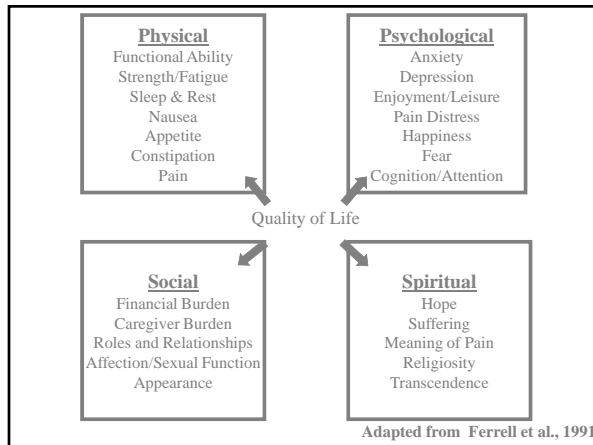 Physical
Functional Ability
Strength/Fatigue
Sleep & Rest
Nausea
Appetite
Constipation
Pain
Psychological
Anxiety
Depression
Enjoyment/Leisure
Pain Distress
Happiness
Fear
Cognition/Attention
Quality of Life
Social
Financial Burden
Caregiver Burden
Roles and Relationships
Affection/Sexual Function
Appearance
Spiritual
Hope
Suffering
Meaning of Pain
Religiosity
Transcendence
Adapted from Ferrell et al., 1991